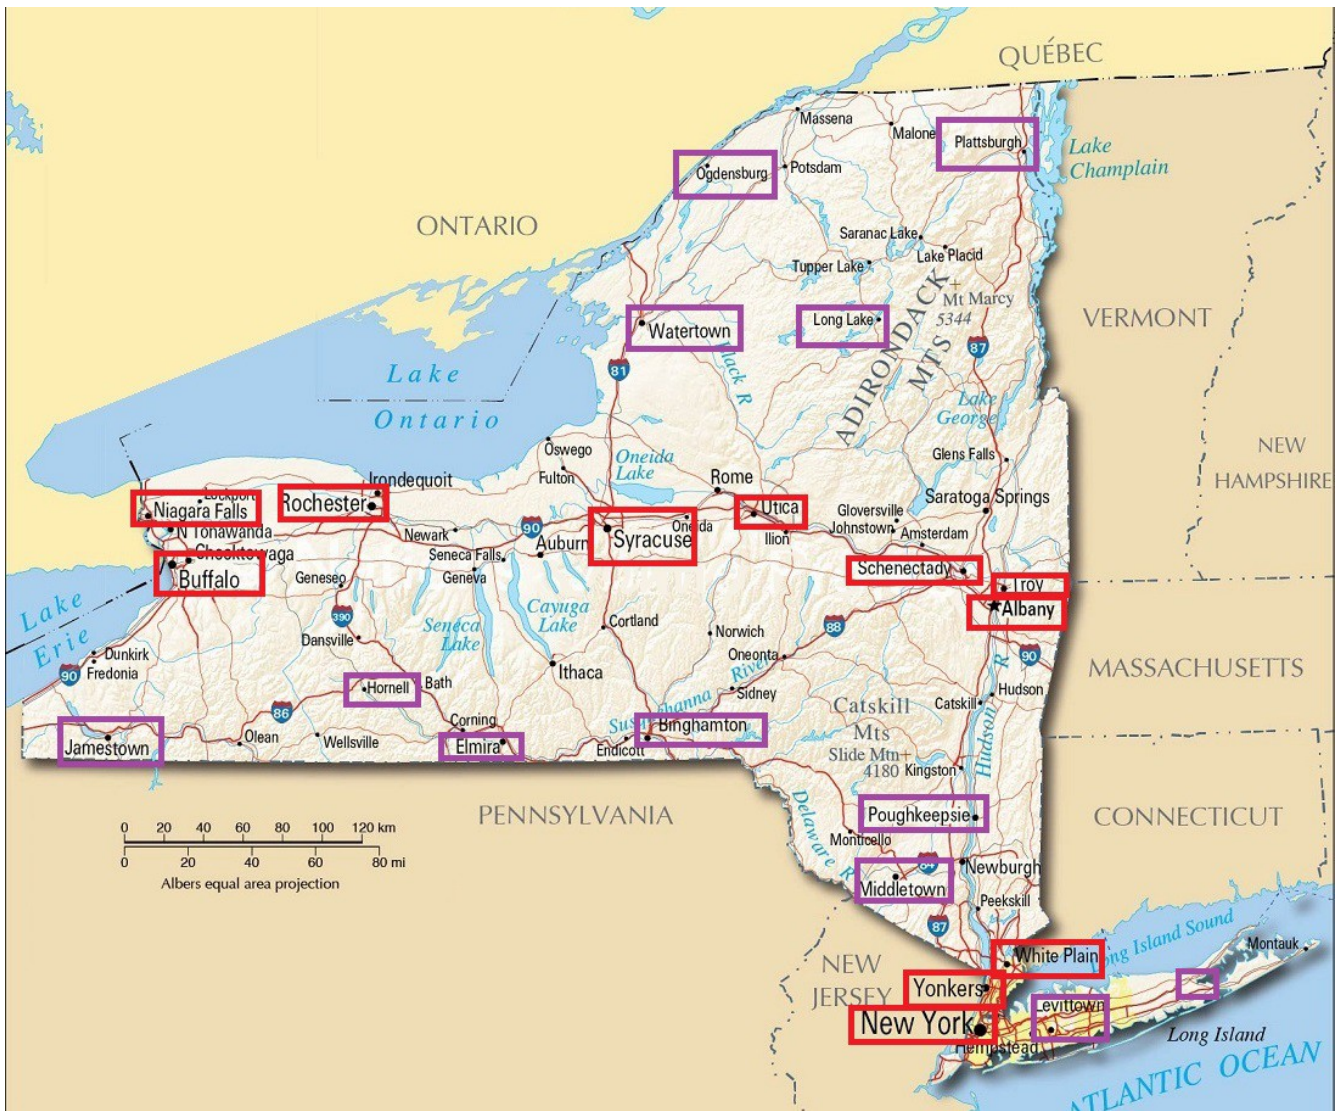 QUÉBEC
Massena
Malone
Plattsburgh
Lake
Champlain
Ogdensburg
Potsdam
ONTARIO
Saranac Lake
Lake Placid
Tupper Lake
ADIRONDACK
MTS
Mt Marcy
5344
Long Lake
Watertown
VERMONT
87
81
Black R
Lake
Ontario
Lake
George
NEW
HAMPSHIRE
Oswego
Fulton
Oneida
Lake
Glens Falls
Irondequoit
Rome
Lockport
Niagara Falls
Rochester
Utica
Saratoga Springs
Gloversville
Johnstown
N Tonawanda
Newark
90
Auburn
Syracuse
Oneida
Ilion
Amsterdam
Cheektowaga
Buffalo
Seneca Falls
Geneva
Geneseo
Schenectady
Troy
Albany
Lake
Erie
390
Seneca
Lake
Cayuga
Lake
Cortland
Norwich
88
Dansville
Oneonta
90
Dunkirk
Fredonia
90
Ithaca
MASSACHUSETTS
Hornell
Bath
Susquehanna River
Sidney
Hudson
Catskill
Catskill
Mts
Hudson R
86
Corning
Jamestown
Olean
Wellsville
Elmira
Endicott
Binghamton
Slide Mtn
4180
Kingston
PENNSYLVANIA
Delaware R
Poughkeepsie
CONNECTICUT
Monticello
0 20 40 60 80 100 120 km
0 20 40 60 80 mi
Albers equal area projection
84
Newburgh
Middletown
Peekskill
87
Long Island Sound
Montauk
NEW
JERSEY
White Plain
Yonkers
Levittown
New York
Hempstead
Long Island
ATLANTIC OCEAN